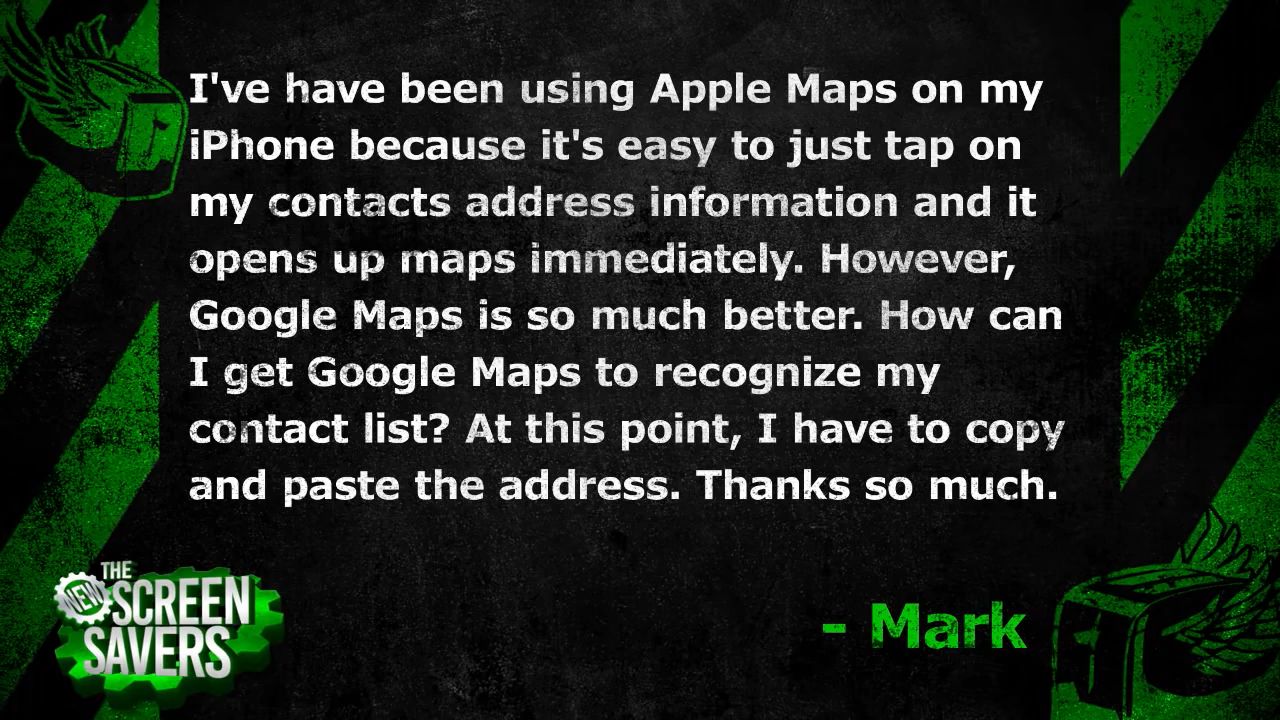 I've have been using Apple Maps on my
iPhone because it's easy to just tap on
my contacts address information and it
opens up maps immediately. However,
Google Maps is so much better. How can
I get Google Maps to recognize my
contact list? At this point, I have to copy
and paste the address. Thanks so much.
- Mark
THE
NEW SCREEN
SAVERS